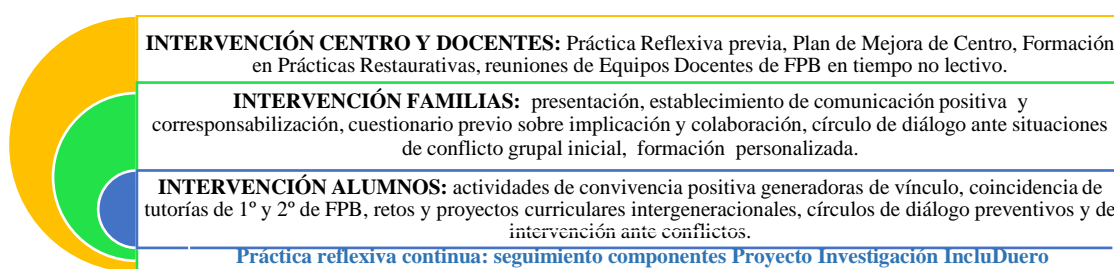 INTERVENCIÓN CENTRO Y DOCENTES: Práctica Reflexiva previa, Plan de Mejora de Centro, Formación
en Prácticas Restaurativas, reuniones de Equipos Docentes de FPB en tiempo no lectivo.
INTERVENCIÓN FAMILIAS: presentación, establecimiento de comunicación positiva y
corresponsabilización, cuestionario previo sobre implicación y colaboración, círculo de diálogo ante situaciones
de conflicto grupal inicial, formación personalizada.
INTERVENCIÓN ALUMNOS: actividades de convivencia positiva generadoras de vínculo, coincidencia de
tutorías de 1º y 2º de FPB, retos y proyectos curriculares intergeneracionales, círculos de diálogo preventivos y de
intervención ante conflictos.
Práctica reflexiva continua: seguimiento componentes Proyecto Investigación IncluDuero